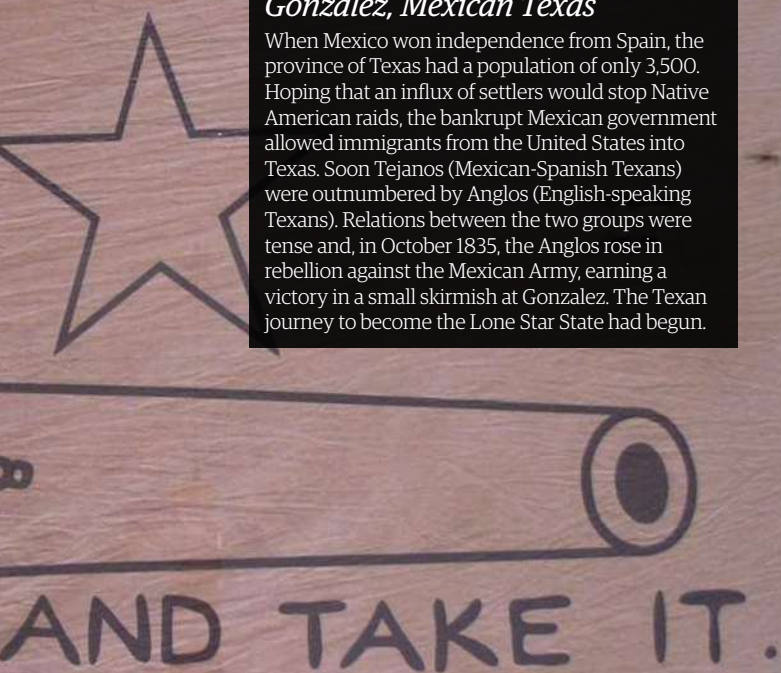 Gonzalez, Mexican Texas
When Mexico won independence from Spain, the
province of Texas had a population of only 3,500.
Hoping that an influx of settlers would stop Native
American raids, the bankrupt Mexican government
allowed immigrants from the United States into
Texas. Soon Tejanos (Mexican-Spanish Texans)
were outnumbered by Anglos (English-speaking
Texans). Relations between the two groups were
tense and, in October 1835, the Anglos rose in
rebellion against the Mexican Army, earning a
victory in a small skirmish at Gonzalez. The Texan
journey to become the Lone Star State had begun.
AND TAKE IT.